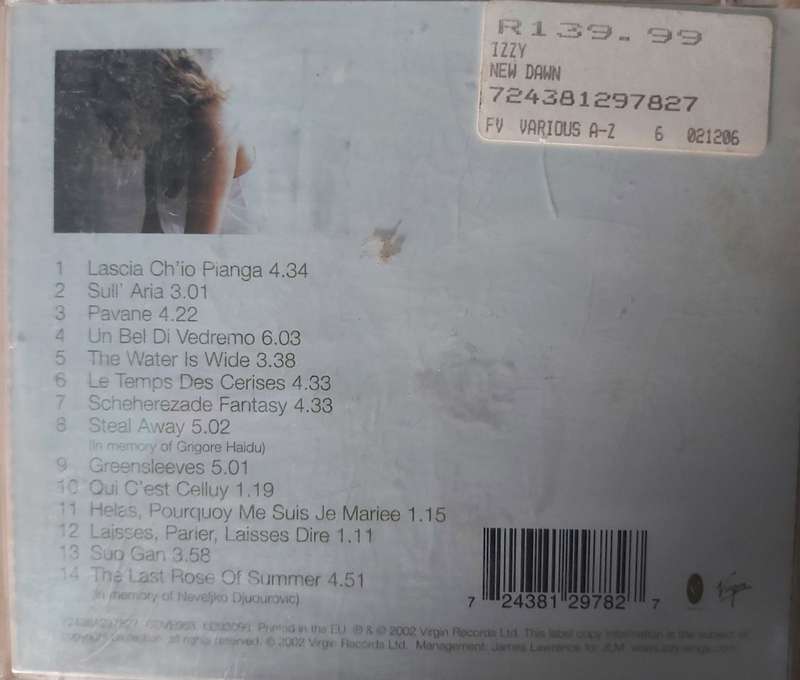 R139.99
IZZY
NEW DAWN
724381297827
FV VARIOUS A-Z 6 021206
1 Lascia Ch'io Pianga 4.34
2 Sull' Aria 3.01
3 Pavane 4.22
4 Un Bel Di Vedremo 6.03
5 The Water Is Wide 3.38
6 Le Temps Des Cerises 4.33
7 Scheherezade Fantasy 4.33
8 Steal Away 5.02
(In memory of Grigore Haidu)
9 Greensleeves 5.01
10 Qui C'est Celluy 1.19
11 Helas, Pourquoy Me Suis Je Mariee 1.15
12 Laisses, Parler, Laisses Dire 1.11
13 Suo Gan 3.58
14 The Last Rose Of Summer 4.51
(In memory of Neveljko Djuourovic)
7 24381 29782 7
Virgin
724381297827 Printed in the EU. ℗ & © 2002 Virgin Records Ltd. This label copy information is the subject of
copyright protection. all rights reserved. © 2002 Virgin Records Ltd. Management: James Lawrence for JLM